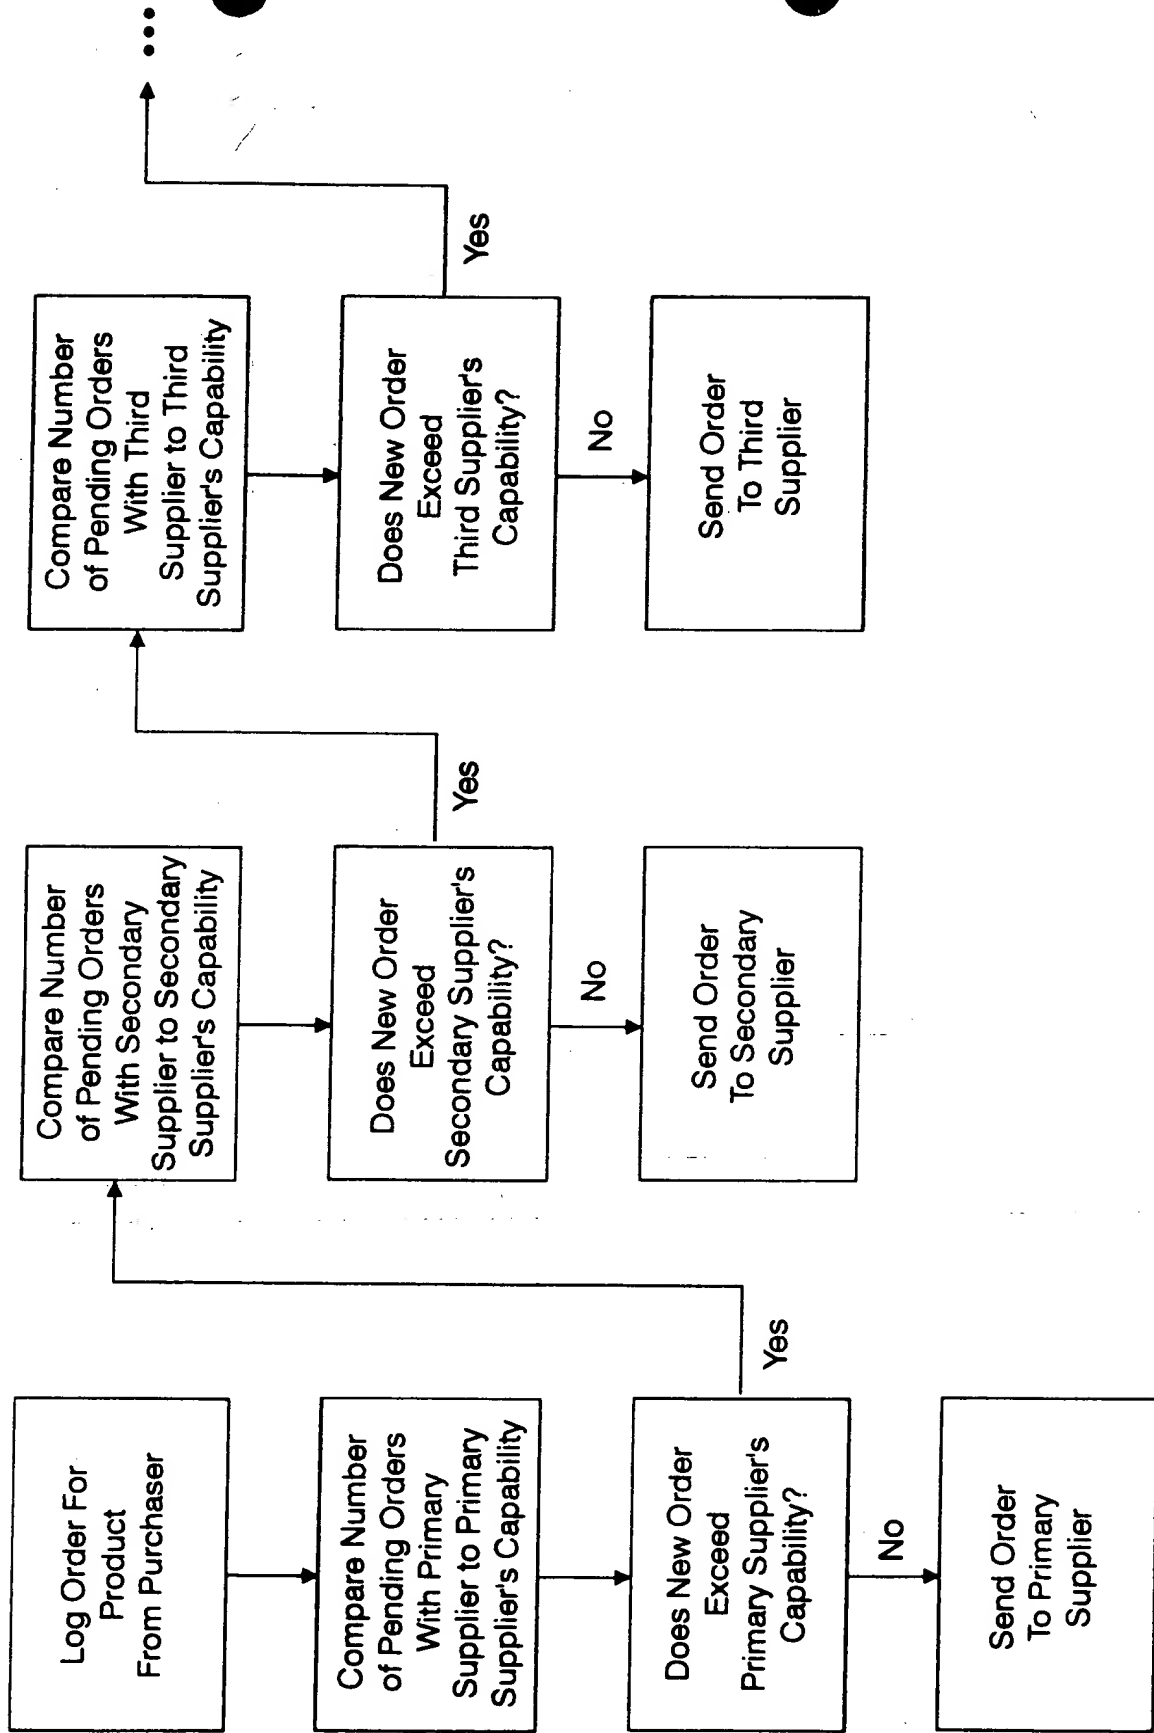 Log Order For
Product
From Purchaser
Compare Number
of Pending Orders
With Primary
Supplier to Primary
Supplier's Capability
Does New Order
Exceed
Primary Supplier's
Capability?
Yes
No
Send Order
To Primary
Supplier
Compare Number
of Pending Orders
With Secondary
Supplier to Secondary
Supplier's Capability
Does New Order
Exceed
Secondary Supplier's
Capability?
Yes
No
Send Order
To Secondary
Supplier
Compare Number
of Pending Orders
With Third
Supplier to Third
Supplier's Capability
Does New Order
Exceed
Third Supplier's
Capability?
Yes
No
Send Order
To Third
Supplier